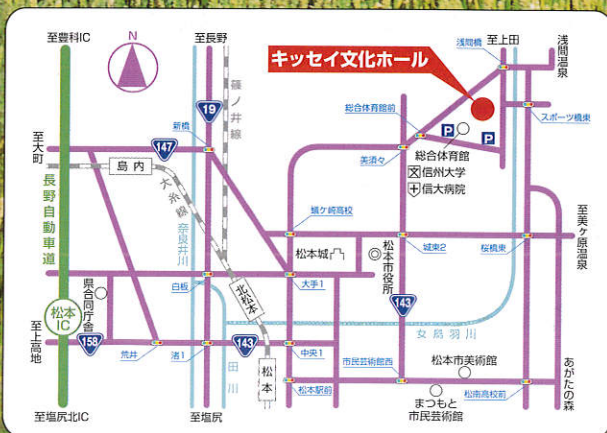 至豊科IC
N
至長野
キッセイ文化ホール
浅間橋
至上田
浅間温泉
19
篠ノ井線
総合体育館前
P
P
スポーツ橋東
新橋
147
至大町
島内
大糸線
美須々
総合体育館
信州大学
信大病院
長野自動車道
奈良井川
蟻ケ崎高校
至美ヶ原温泉
松本城
松本市役所
城東2
桜橋東
県合同庁舎
白板
北松本
大手1
松本IC
143
女鳥羽川
至上高地
158
荒井
渚1
143
中央1
市民芸術館西
松本市美術館
あがたの森
田川
松本
松本駅前
まつもと
市民芸術館
松南高校前
至塩尻北IC
至塩尻